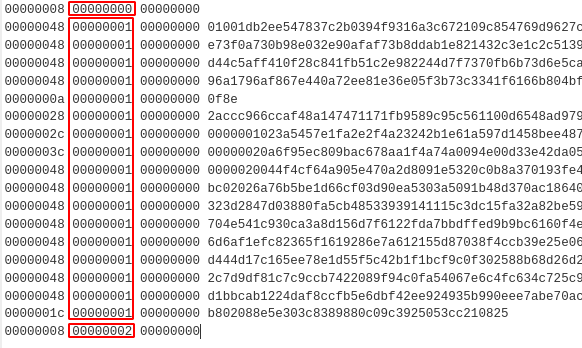 00000008 00000000 00000000
00000048 00000001 00000000 01001db2ee547837c2b0394f9316a3c672109c854769d9627c
00000048 00000001 00000000 e73f0a730b98e032e90afaf73b8ddab1e821432c3e1c2c5139
00000048 00000001 00000000 d44c5aff410f28c841fb51c2e982244d7f7370fb6b73d6e5ca
00000048 00000001 00000000 96a1796af867e440a72ee81e36e05f3b73c3341f6166b804bf
0000000a 00000001 00000000 0f8e
00000028 00000001 00000000 2accc966ccaf48a147471171fb9589c95c561100d6548ad979
0000002c 00000001 00000000 0000001023a5457e1fa2e2f4a23242b1e61a597d1458bee487
0000003c 00000001 00000000 00000020a6f95ec809bac678aa1f4a74a0094e00d33e42da05
00000048 00000001 00000000 0000020044f4cf64a905e470a2d8091e5320c0b8a370193fe4
00000048 00000001 00000000 bc02026a76b5be1d66cf03d90ea5303a5091b48d370ac18640
00000048 00000001 00000000 323d2847d03880fa5cb48533939141115c3dc15fa32a82be59
00000048 00000001 00000000 704e541c930ca3a8d156d7f6122fda7bbdffed9b9bc6160f4e
00000048 00000001 00000000 6d6af1efc82365f1619286e7a612155d87038f4ccb39e25e06
00000048 00000001 00000000 d444d17c165ee78e1d55f5c42b1f1bcf9c0f302588b68d26d2
00000048 00000001 00000000 2c7d9df81c7c9ccb7422089f94c0fa54067e6c4fc634c725c9
00000048 00000001 00000000 d1bbcab1224daf8ccfb5e6dbf42ee924935b990eee7abe70ac
0000001c 00000001 00000000 b802088e5e303c8389880c09c3925053cc210825
00000008 00000002 00000000